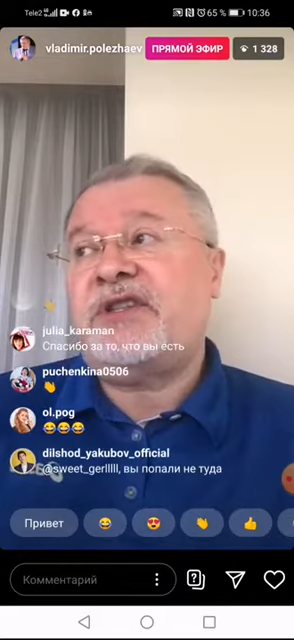 Tele2
65 %
10:36
vladimir.polezhaev
ПРЯМОЙ ЭФИР
1 328
julia_karaman
Спасибо за то, что вы есть
puchenkina0506
ol.pog
dilshod_yakubov_official
@sweet_gerlllll, вы попали не туда
Привет
Комментарий